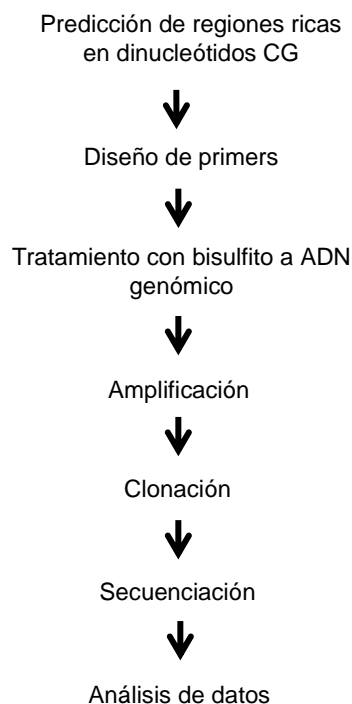 Predicción de regiones ricas
en dinucleótidos CG
Diseño de primers
Tratamiento con bisulfito a ADN
genómico
Amplificación
Clonación
Secuenciación
Análisis de datos